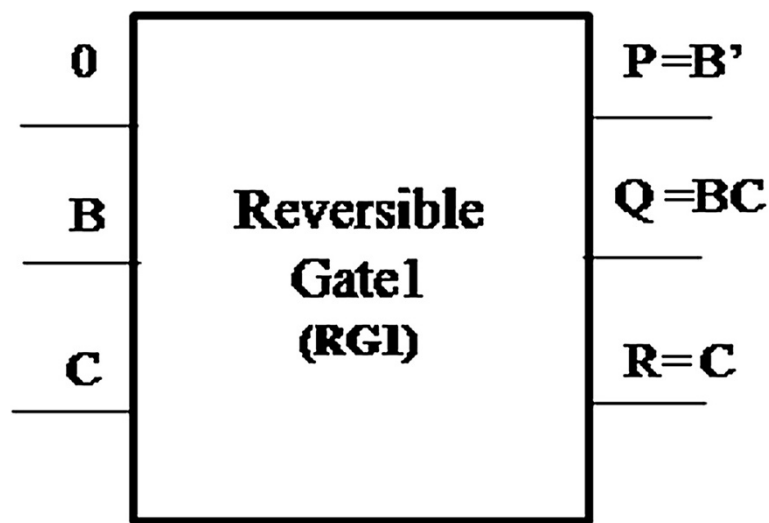 0
P=B’
B
Q =BC
Reversible
Gate1
(RG1)
C
R=C